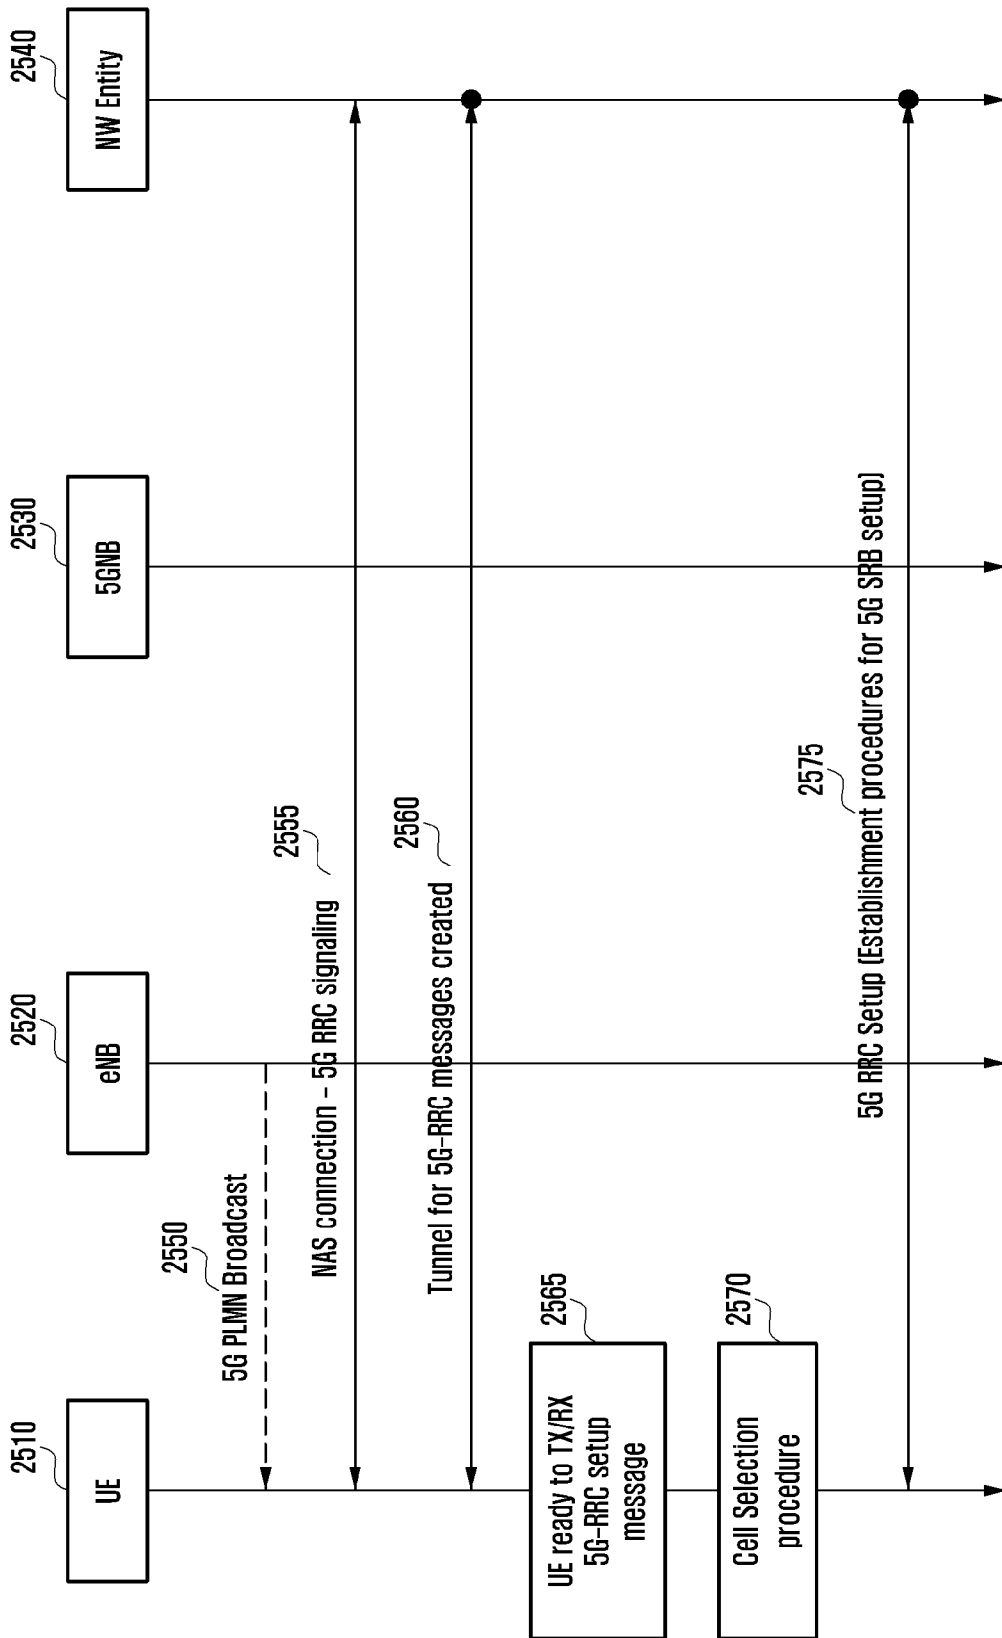 2510
UE
2520
eNB
2530
5GNB
2540
NW Entity
2550
5G PLMN Broadcast
2555
NAS connection – 5G RRC signaling
2560
Tunnel for 5G-RRC messages created
2565
UE ready to TX/RX
5G-RRC setup
message
2570
Cell Selection
procedure
2575
5G RRC Setup (Establishment procedures for 5G SRB setup)